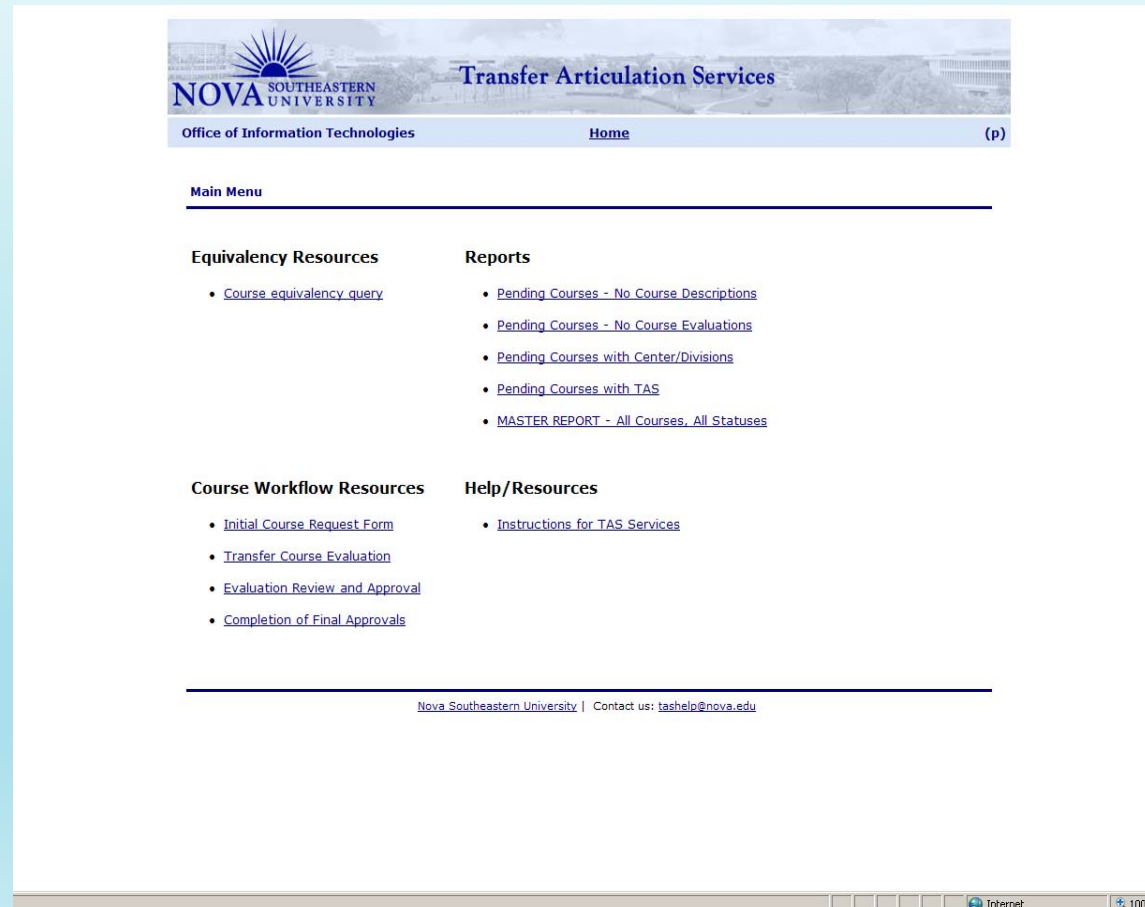 NOVA SOUTHEASTERN
UNIVERSITY
Transfer Articulation Services
Office of Information Technologies Home (p)
Main Menu
Equivalency Resources
• Course equivalency query
Reports
• Pending Courses - No Course Descriptions
• Pending Courses - No Course Evaluations
• Pending Courses with Center/Divisions
• Pending Courses with TAS
• MASTER REPORT - All Courses, All Statuses
Course Workflow Resources
• Initial Course Request Form
• Transfer Course Evaluation
• Evaluation Review and Approval
• Completion of Final Approvals
Help/Resources
• Instructions for TAS Services
Nova Southeastern University | Contact us: tashelp@nova.edu
Internet 100